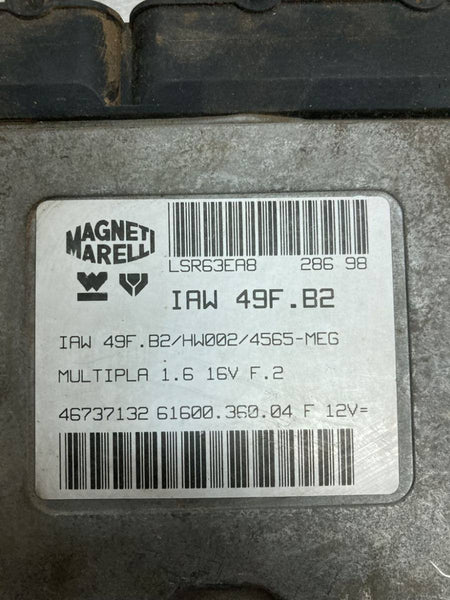 MAGNETI
MARELLI
LSR63EA8 286 98
IAW 49F.B2
IAW 49F.B2/HW002/4565-MEG
MULTIPLA 1.6 16V F.2
46737132 61600.360.04 F 12V=